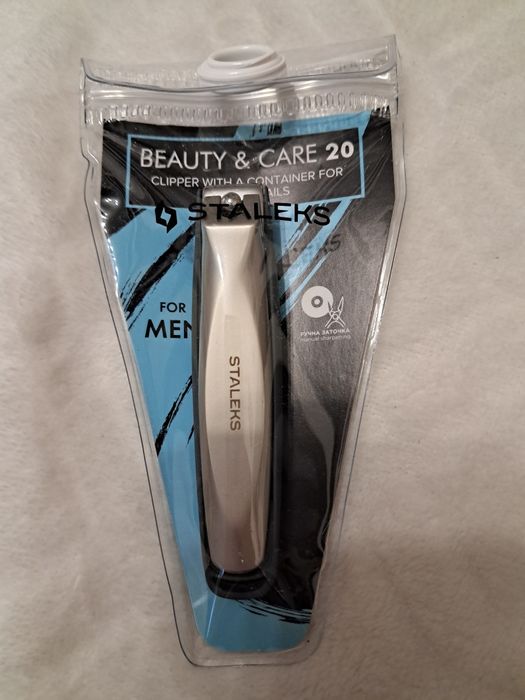 BEAUTY & CARE 20
CLIPPER WITH A CONTAINER FOR
STALEKS
FOR
MEN
РУЧНА ЗАТОЧКА
manual sharpening
STALEKS